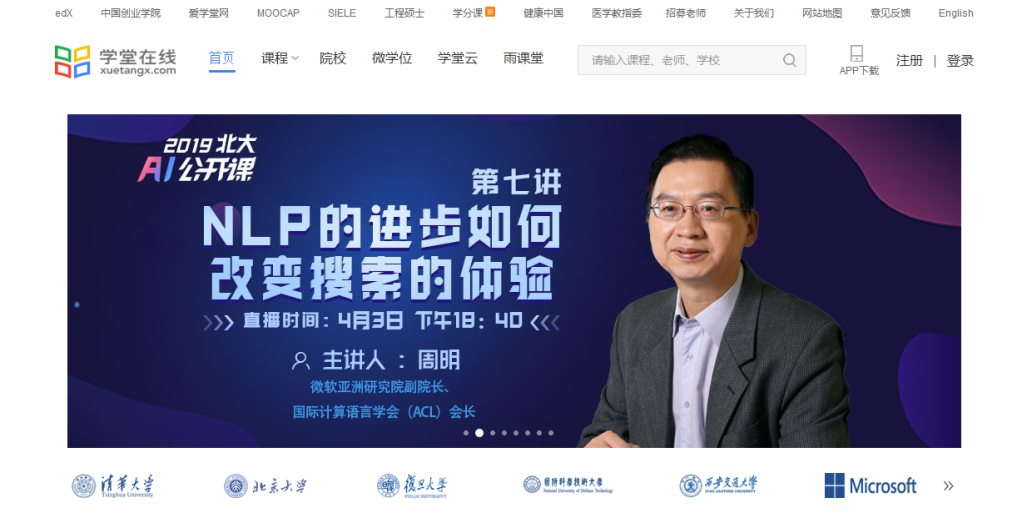 edX 中国创业学院 爱学堂网 MOOCAP SIELE 工程硕士 学分课 新 健康中国 医学教指委 招募老师 关于我们 网站地图 意见反馈 English
学堂在线
xuetangx.com
首页 课程 院校 微学位 学堂云 雨课堂 请输入课程、老师、学校 APP下载 注册 | 登录
2019 北大
AI 公开课
第七讲
NLP的进步如何
改变搜索的体验
直播时间：4月3日 下午18：40
主讲人 ：周明
微软亚洲研究院副院长、
国际计算语言学会（ACL）会长
清华大学 北京大学 復旦大學 国防科学技術大學 西安交通大学 Microsoft
Tsinghua University FUDAN UNIVERSITY National University of Defense Technology XI'AN JIAOTONG UNIVERSITY